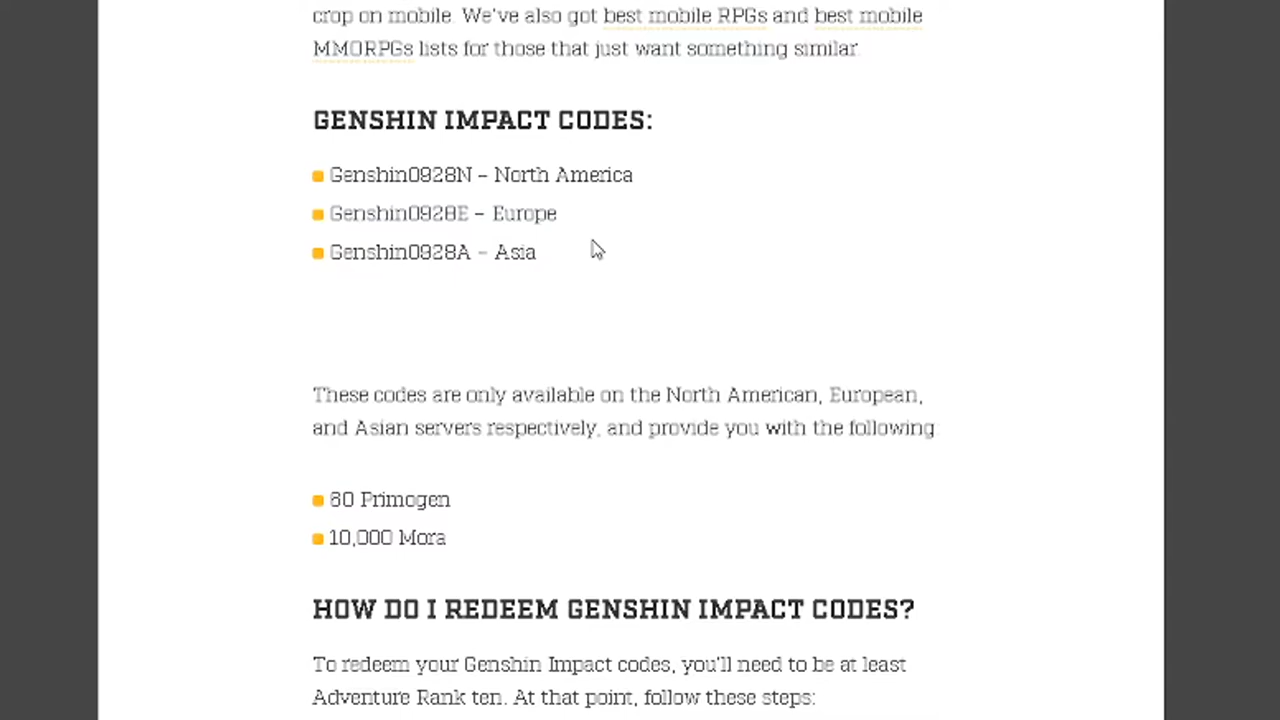 crop on mobile. We've also got best mobile RPGs and best mobile
MMORPGs lists for those that just want something similar.
GENSHIN IMPACT CODES:
Genshin0928N – North America
Genshin0928E – Europe
Genshin0928A – Asia
These codes are only available on the North American, European,
and Asian servers respectively, and provide you with the following:
60 Primogen
10,000 Mora
HOW DO I REDEEM GENSHIN IMPACT CODES?
To redeem your Genshin Impact codes, you'll need to be at least
Adventure Rank ten. At that point, follow these steps: